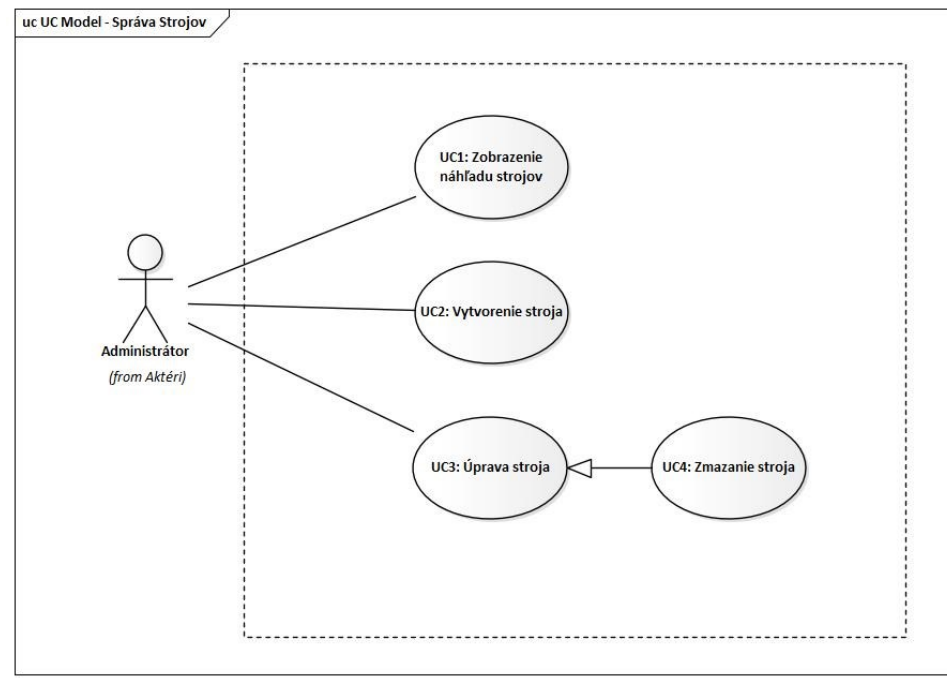 uc UC Model - Správa Strojov
UC1: Zobrazenie
náhľadu strojov
UC2: Vytvorenie stroja
Administrátor
(from Aktéri)
UC3: Úprava stroja
UC4: Zmazanie stroja